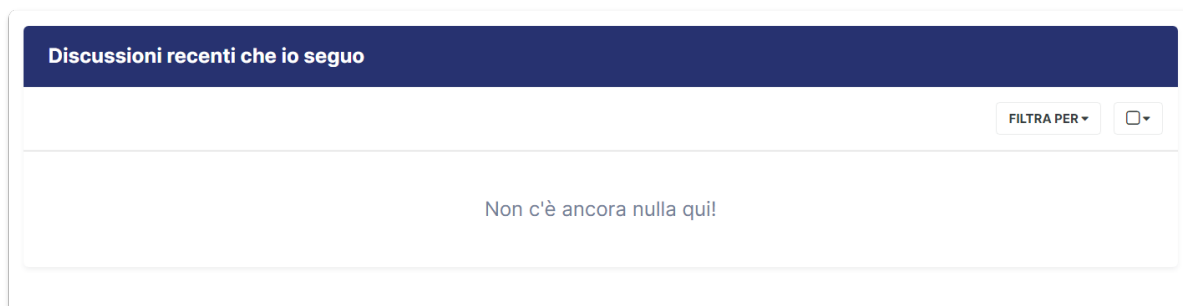 Discussioni recenti che io seguo
FILTRA PER
Non c'è ancora nulla qui!